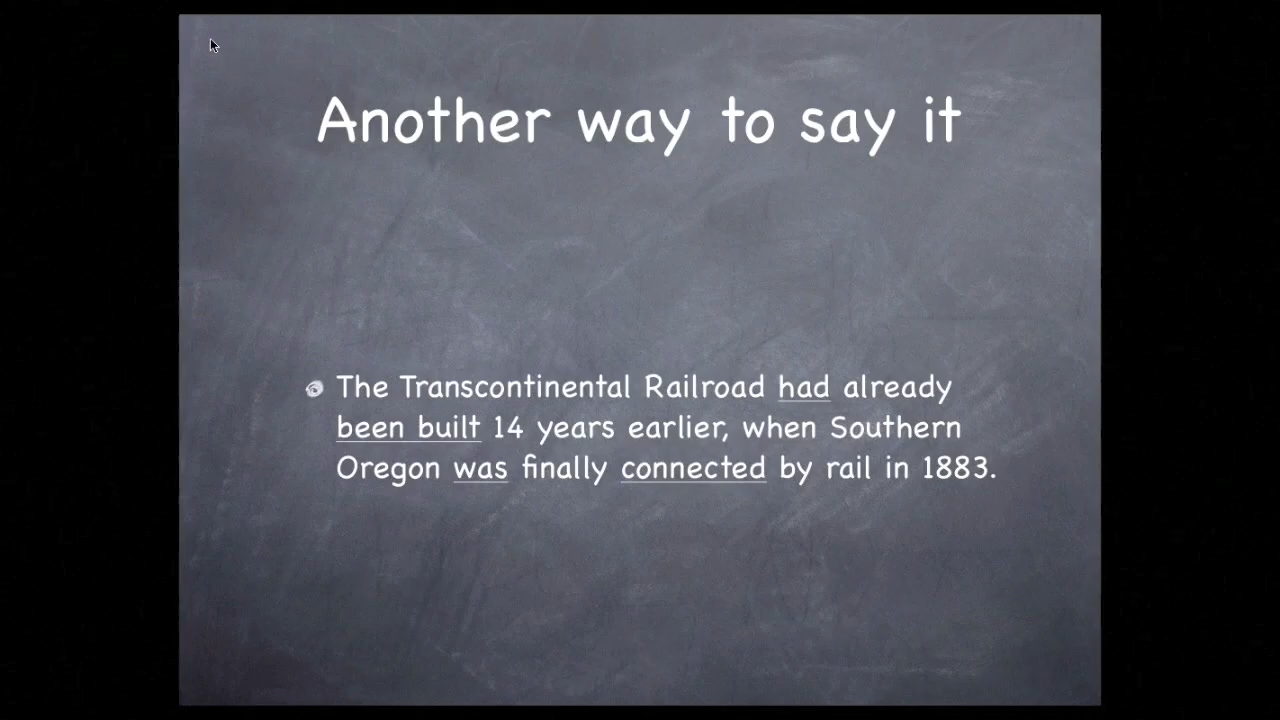 Another way to say it
The Transcontinental Railroad had already
been built 14 years earlier, when Southern
Oregon was finally connected by rail in 1883.